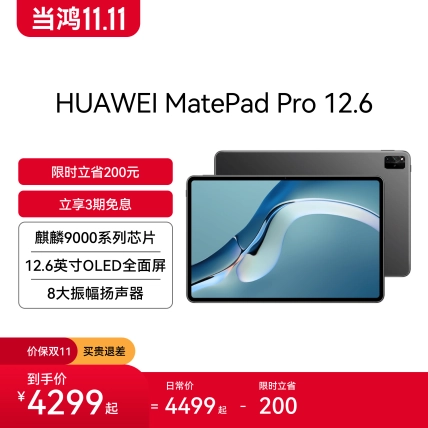 当鸿11.11
HUAWEI MatePad Pro 12.6
限时立省200元
立享3期免息
麒麟9000系列芯片
12.6英寸OLED全面屏
8大振幅扬声器
价保双11 买贵退差
到手价 日常价 限时立省
¥4299起 = 4499起 - 200